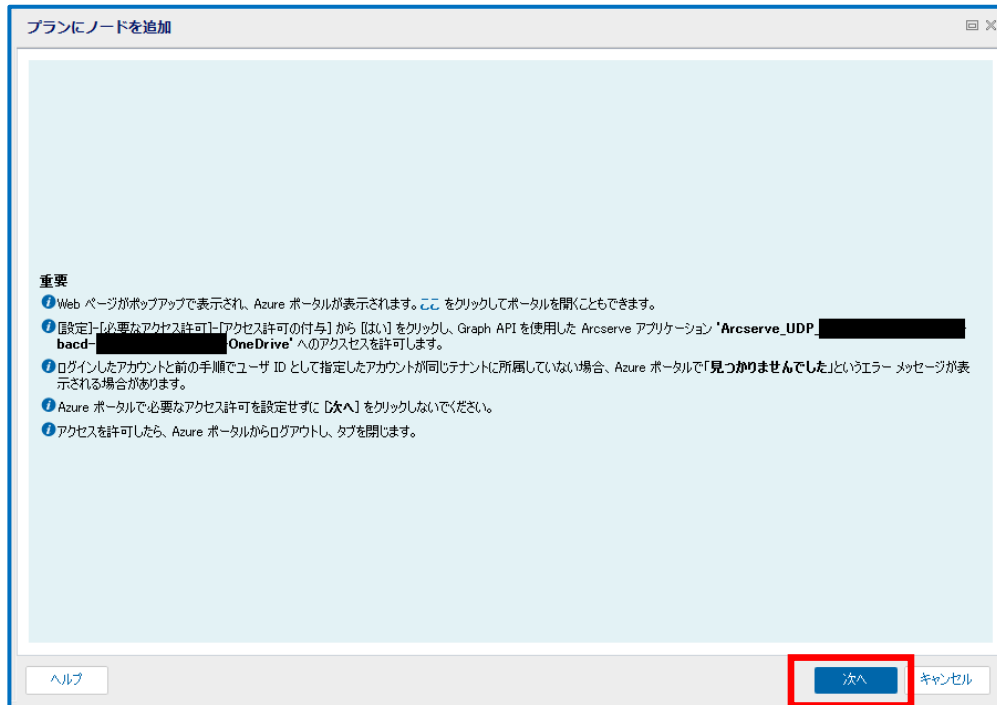 プランにノードを追加
重要
Web ページがポップアップで表示され、Azure ポータルが表示されます。ここ をクリックしてポータルを開くこともできます。
[設定]-[必要なアクセス許可]-[アクセス許可の付与] から [はい] をクリックし、Graph API を使用した Arcserve アプリケーション 'Arcserve_UDP_ -
bacd- OneDrive' へのアクスセスを許可します。
ログインしたアカウントと前の手順でユーザ ID として指定したアカウントが同じテナントに所属していない場合、Azure ポータルで「見つかりませんでした」というエラー メッセージが表
示される場合があります。
Azure ポータルで必要なアクセス許可を設定せずに [次へ] をクリックしないでください。
アクセスを許可したら、Azure ポータルからログアウトし、タブを閉じます。
ヘルプ 次へ キャンセル